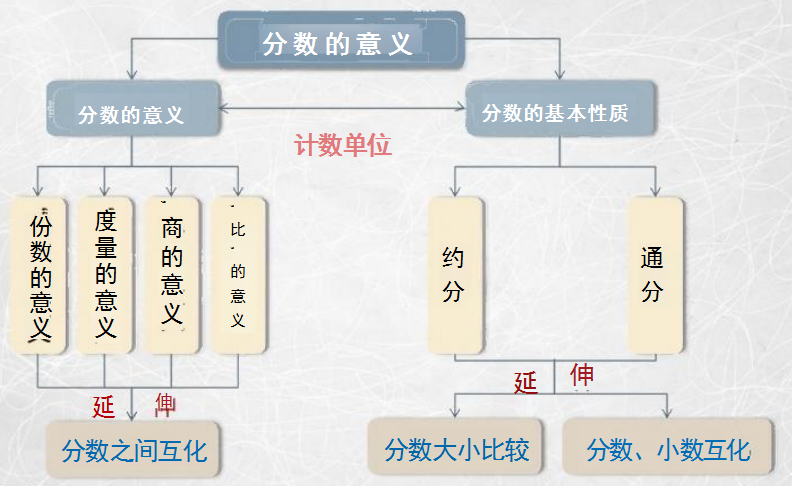 分数的意义
分数的意义
分数的基本性质
计数单位
份数的意义
度量的意义
商的意义
比的意义
约分
通分
延伸
延伸
分数之间互化
分数大小比较
分数、小数互化